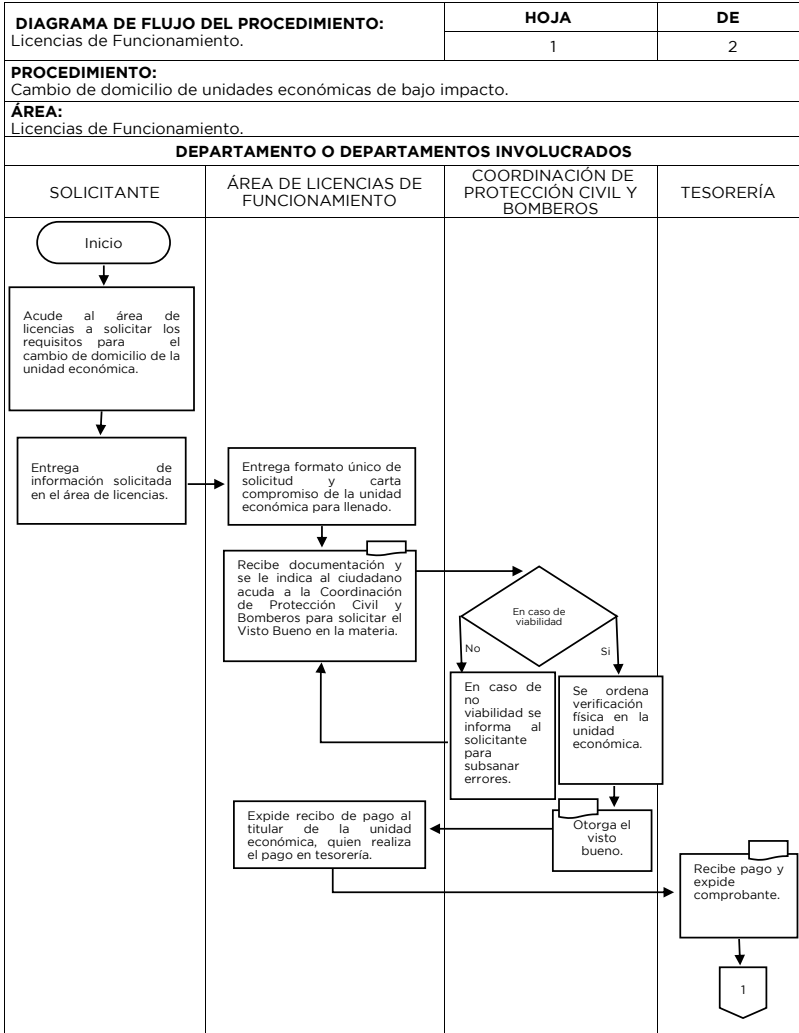 DIAGRAMA DE FLUJO DEL PROCEDIMIENTO:
Licencias de Funcionamiento.
HOJA
DE
1
2
PROCEDIMIENTO:
Cambio de domicilio de unidades económicas de bajo impacto.
ÁREA:
Licencias de Funcionamiento.
DEPARTAMENTO O DEPARTAMENTOS INVOLUCRADOS
SOLICITANTE
ÁREA DE LICENCIAS DE
FUNCIONAMIENTO
COORDINACIÓN DE
PROTECCIÓN CIVIL Y
BOMBEROS
TESORERÍA
Inicio
Acude al área de
licencias a solicitar los
requisitos para el
cambio de domicilio de la
unidad económica.
Entrega de
información solicitada
en el área de licencias.
Entrega formato único de
solicitud y carta
compromiso de la unidad
económica para llenado.
Recibe documentación y
se le indica al ciudadano
acuda a la Coordinación
de Protección Civil y
Bomberos para solicitar el
Visto Bueno en la materia.
En caso de
viabilidad
No
Si
En caso de
no
viabilidad se
informa al
solicitante
para
subsanar
errores.
Se ordena
verificación
física en la
unidad
económica.
Otorga el
visto
bueno.
Expide recibo de pago al
titular de la unidad
económica, quien realiza
el pago en tesorería.
Recibe pago y
expide
comprobante.
1